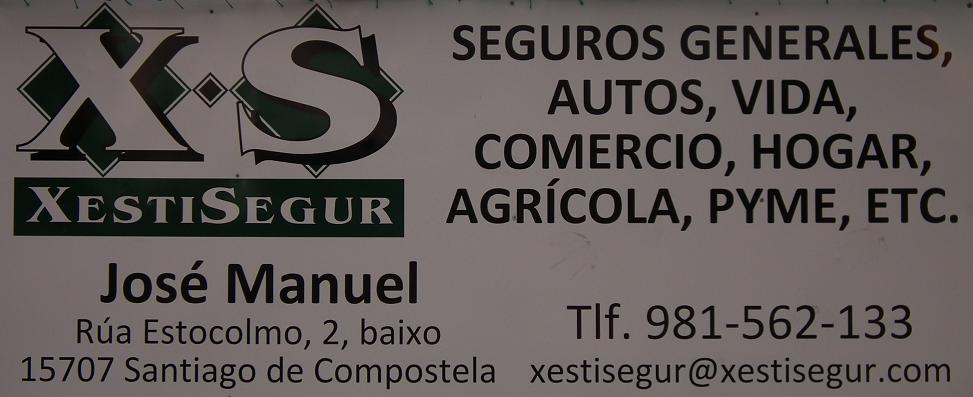 X·S
XESTISEGUR
José Manuel
Rúa Estocolmo, 2, baixo
15707 Santiago de Compostela
SEGUROS GENERALES,
AUTOS, VIDA,
COMERCIO, HOGAR,
AGRÍCOLA, PYME, ETC.
Tlf. 981-562-133
xestisegur@xestisegur.com